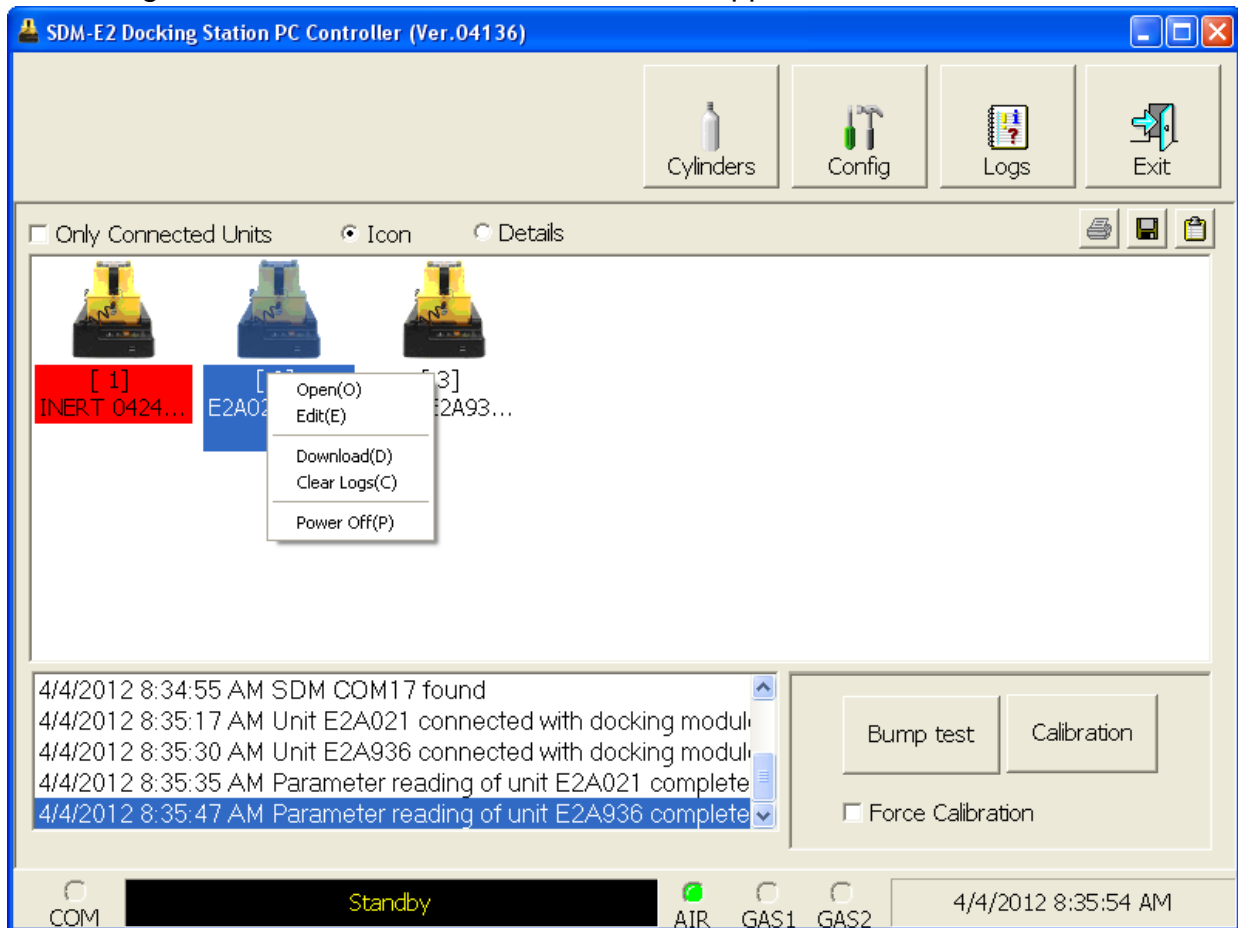 SDM-E2 Docking Station PC Controller (Ver.04136)
Cylinders
Config
Logs
Exit
Only Connected Units
Icon
Details
[ 1]
INERT 0424...
[
E2A02
3]
E2A93...
Open(O)
Edit(E)
Download(D)
Clear Logs(C)
Power Off(P)
4/4/2012 8:34:55 AM SDM COM17 found
4/4/2012 8:35:17 AM Unit E2A021 connected with docking
4/4/2012 8:35:30 AM Unit E2A936 connected with docking
4/4/2012 8:35:35 AM Parameter reading of unit E2A021 complete
4/4/2012 8:35:47 AM Parameter reading of unit E2A936 complete
Bump test
Calibration
Force Calibration
COM
Standby
AIR
GAS1
GAS2
4/4/2012 8:35:54 AM